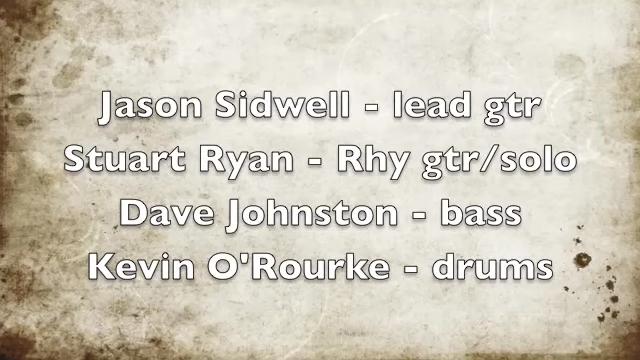 Jason Sidwell - lead gtr
Stuart Ryan - Rhy gtr/solo
Dave Johnston - bass
Kevin O'Rourke - drums